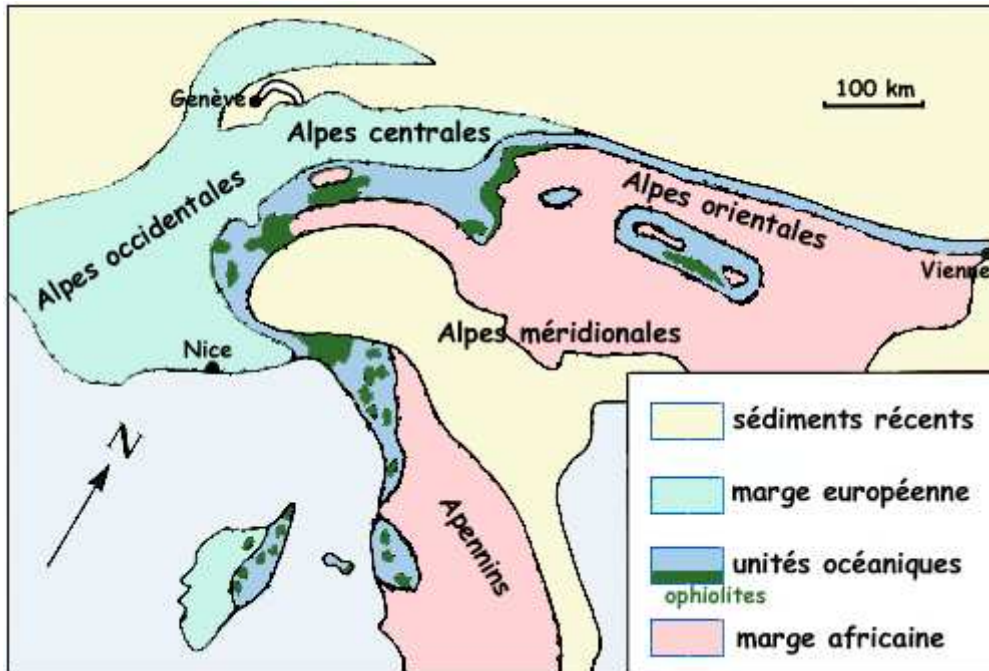 Genève
100 km
Alpes centrales
Alpes occidentales
Alpes orientales
Vienne
Alpes méridionales
Nice
N
Apennins
sédiments récents
marge européenne
unités océaniques
ophiolites
marge africaine